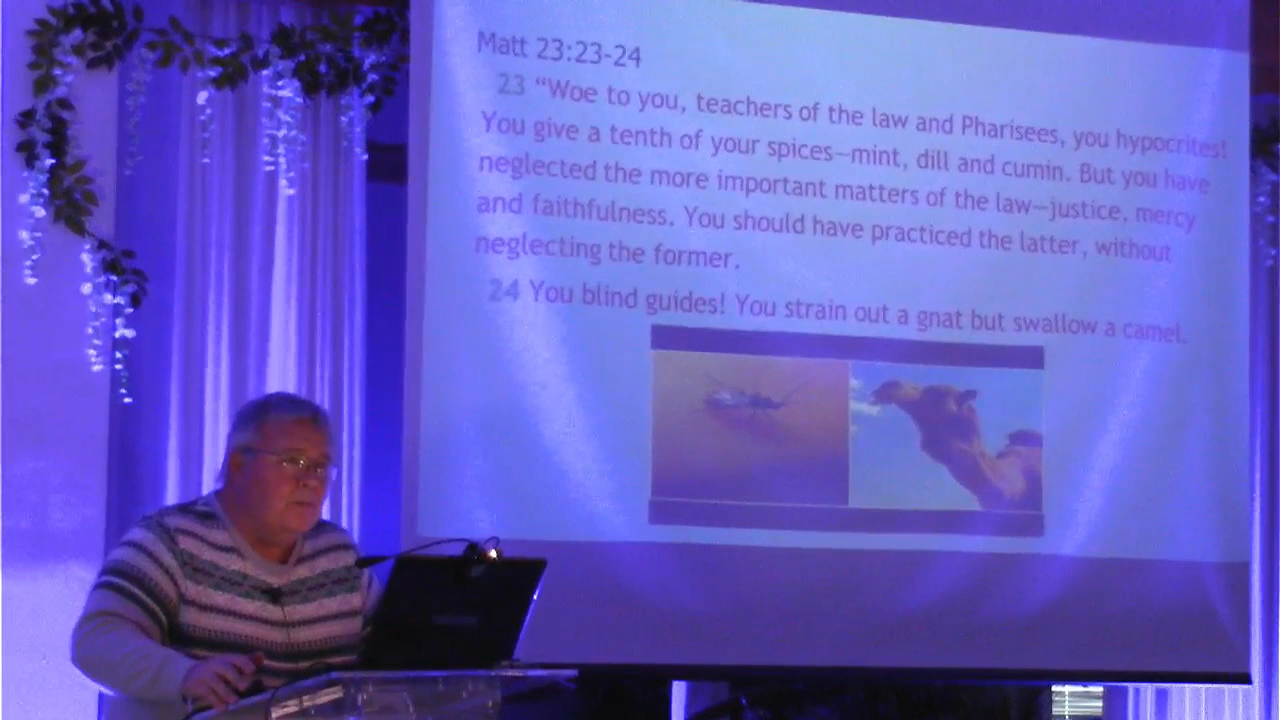 Matt 23:23-24
23 “Woe to you, teachers of the law and Pharisees, you hypocrites!
You give a tenth of your spices—mint, dill and cumin. But you have
neglected the more important matters of the law—justice, mercy
and faithfulness. You should have practiced the latter, without
neglecting the former.
24 You blind guides! You strain out a gnat but swallow a camel.